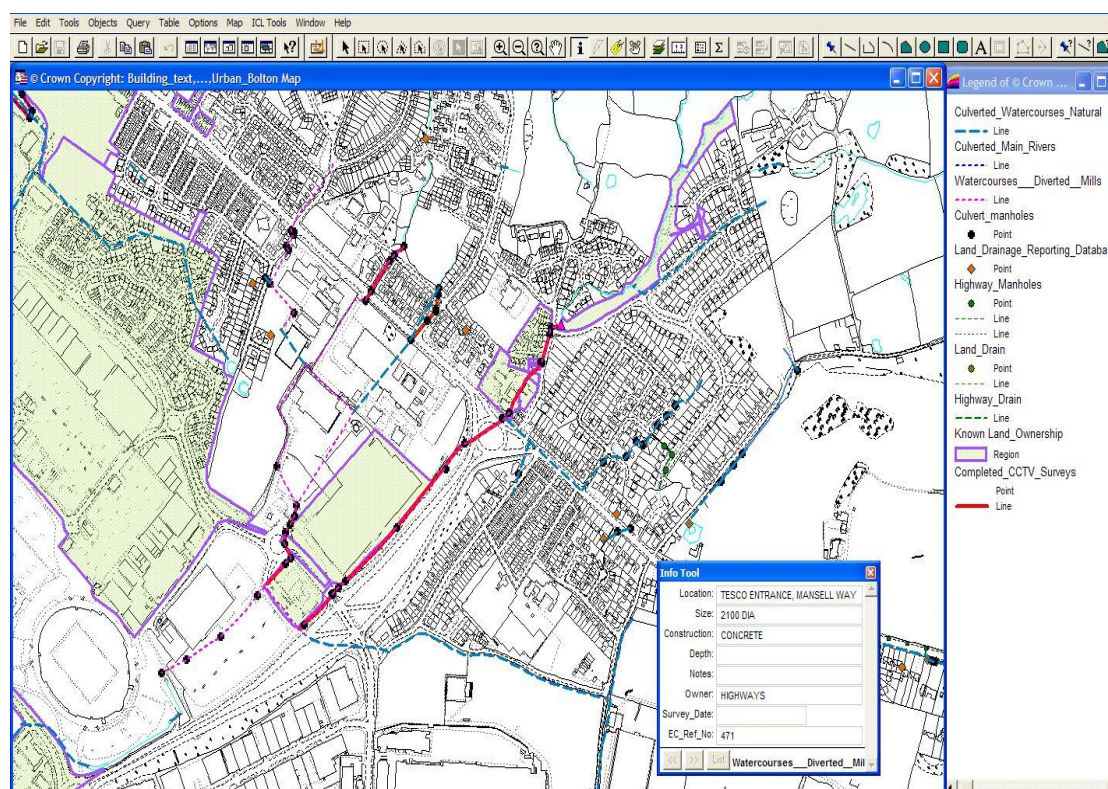 File Edit Tools Objects Query Table Options Map ICL Tools Window Help
© Crown Copyright: Building_text,...,Urban_Bolton Map
Legend of © Crown ...
Culverted_Watercourses_Natural
Line
Culverted_Main_Rivers
Line
Watercourses___Diverted__Mills
Line
Culvert_manholes
Point
Land_Drainage_Reporting_Databa
Point
Highway_Manholes
Point
Line
Line
Land_Drain
Point
Line
Highway_Drain
Line
Known Land_Ownership
Region
Completed_CCTV_Surveys
Point
Line
Info Tool
Location: TESCO ENTRANCE, MANSELL WAY
Size: 2100 DIA
Construction: CONCRETE
Depth:
Notes:
Owner: HIGHWAYS
Survey_Date:
EC_Ref_No: 471
<< >> List Watercourses___Diverted__Mil